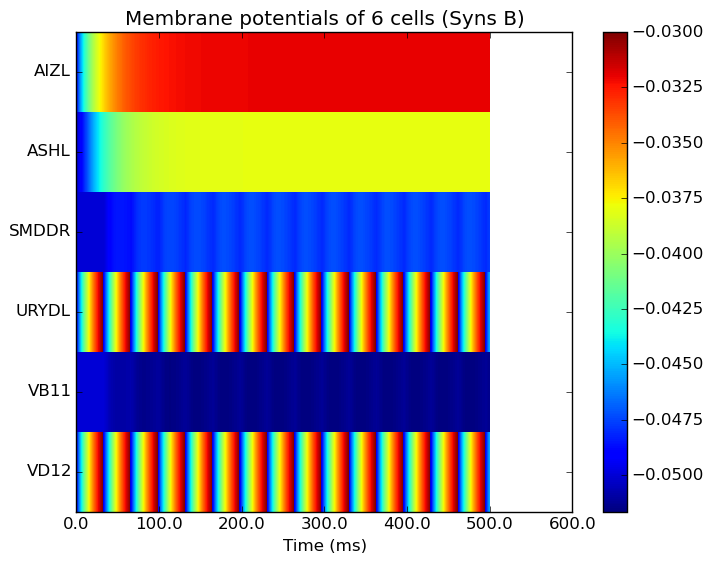 Membrane potentials of 6 cells (Syns B)
AIZL
ASHL
SMDDR
URYDL
VB11
VD12
0.0 100.0 200.0 300.0 400.0 500.0 600.0
Time (ms)
−0.0300
−0.0325
−0.0350
−0.0375
−0.0400
−0.0425
−0.0450
−0.0475
−0.0500